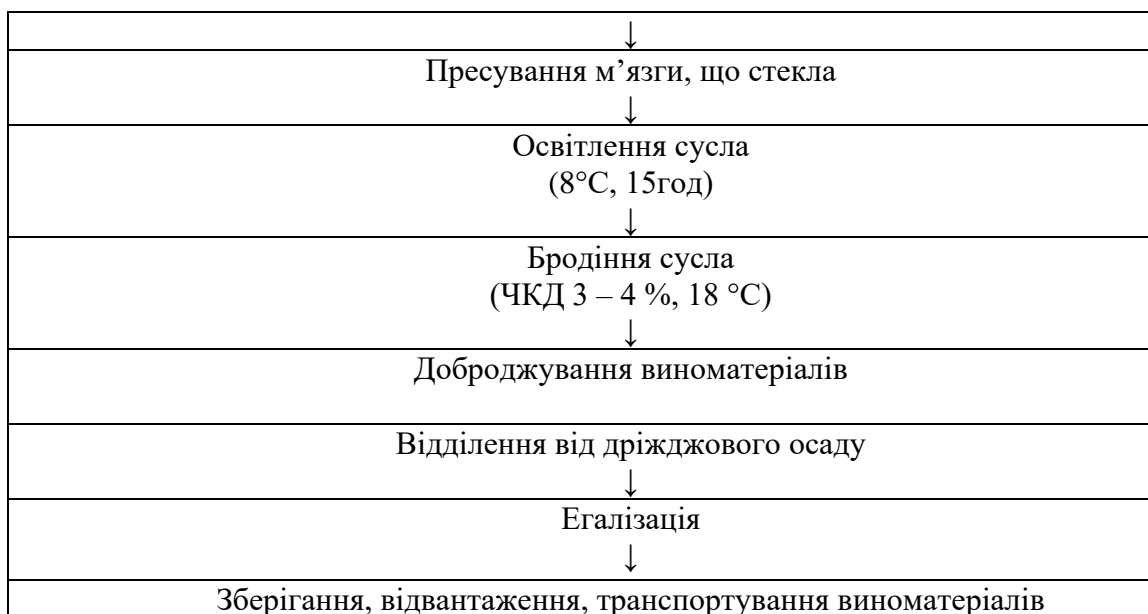 ↓
Пресування м’язги, що стекла
↓
Освітлення сусла
(8°С, 15год)
↓
Бродіння сусла
(ЧКД 3 – 4 %, 18 °С)
↓
Доброджування виноматеріалів
Відділення від дріжджового осаду
↓
Егалізація
↓
Зберігання, відвантаження, транспортування виноматеріалів